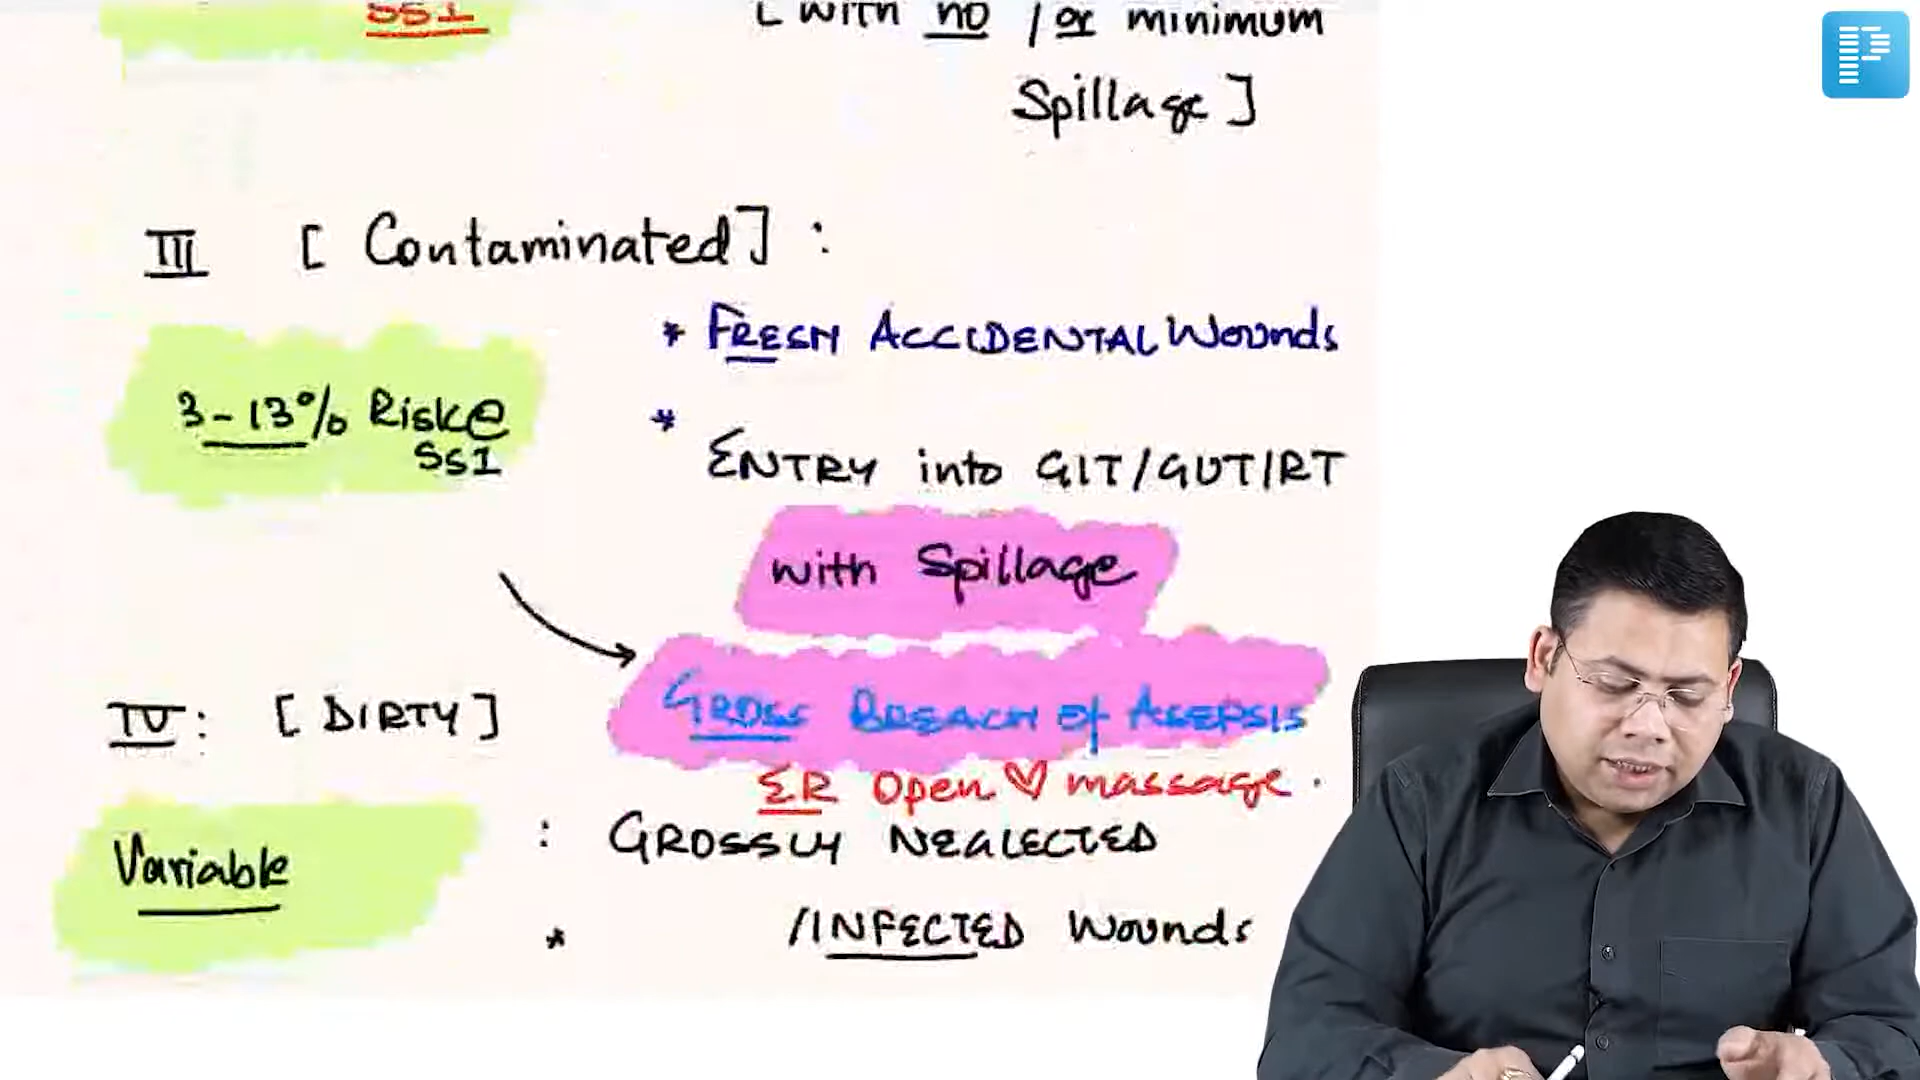 SSI
[ with no / or minimum
Spillage ]
III [ Contaminated ] :
* FRESH ACCIDENTAL Wounds
3-13% Risk@
SSI
* ENTRY into GIT/GUT/RT
with Spillage
GROSS BREACH of ASEPSIS
IV : [ DIRTY ]
ER Open ♡ massage .
Variable
: GROSSLY NEGLECTED
* /INFECTED Wounds
P